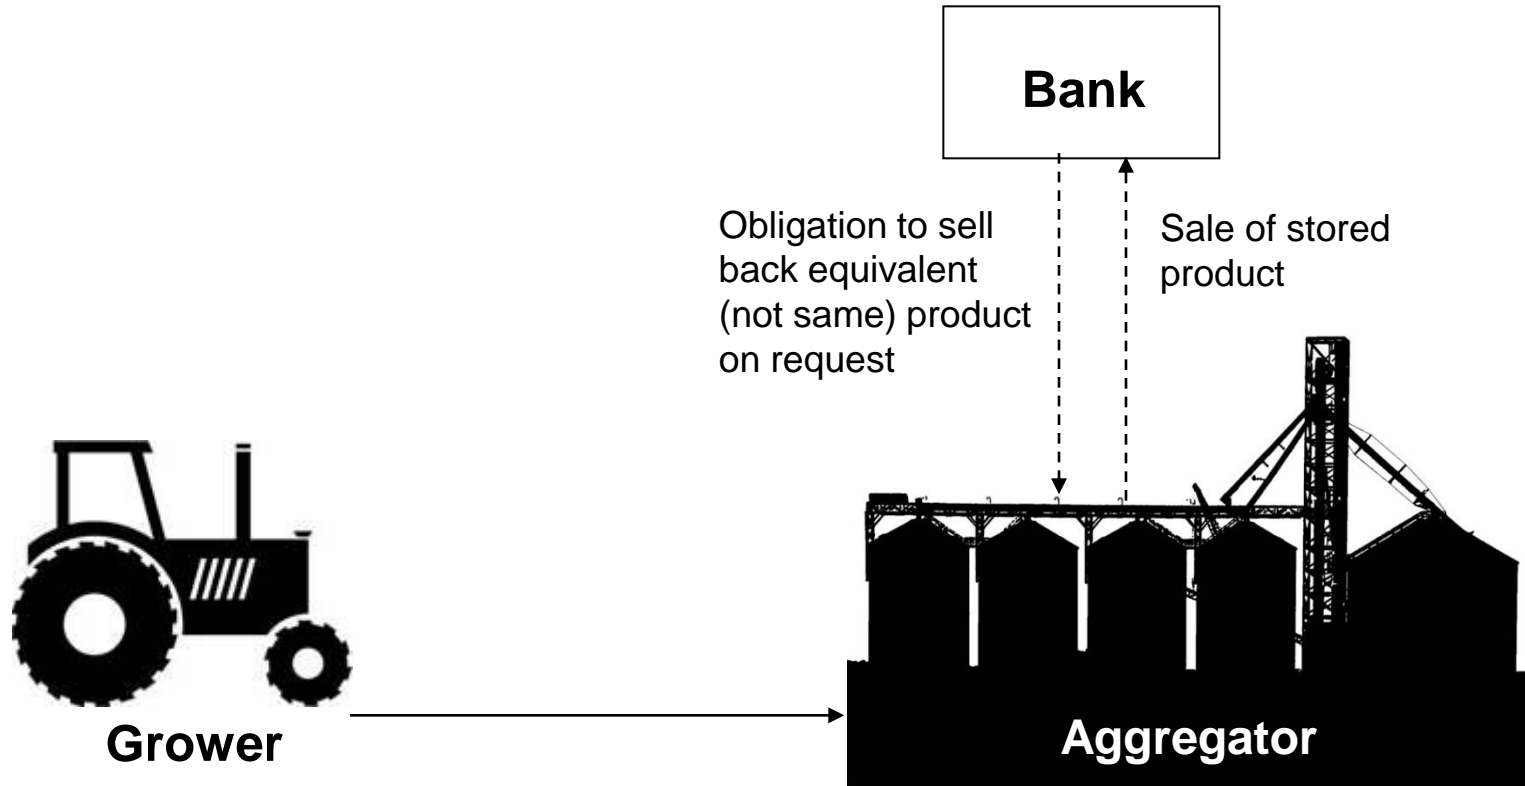 Bank
Obligation to sell
back equivalent
(not same) product
on request
Sale of stored
product
Grower
Aggregator